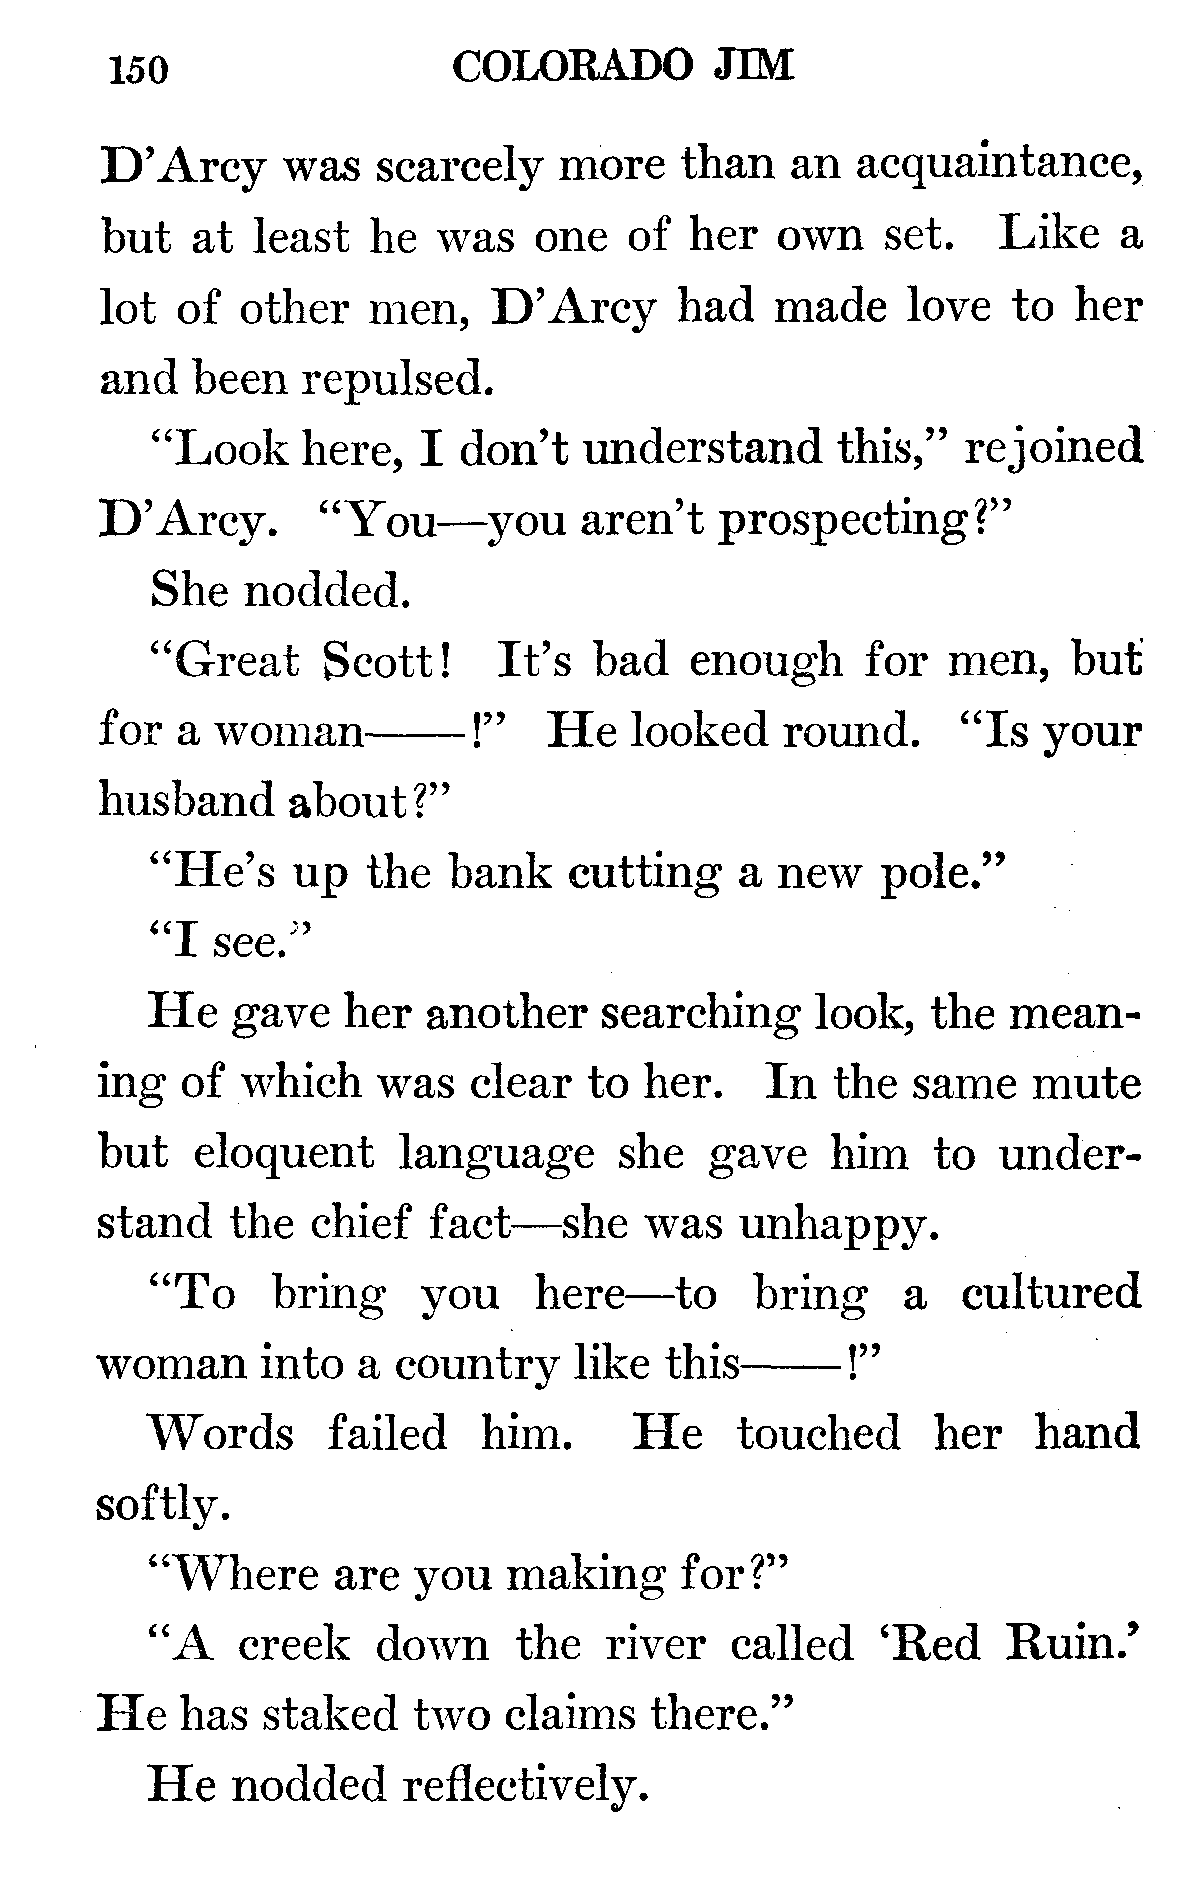 150 COLORADO JIM
D'Arcy was scarcely more than an acquaintance,
but at least he was one of her own set. Like a
lot of other men, D'Arcy had made love to her
and been repulsed.
"Look here, I don't understand this," rejoined
D'Arcy. "You—you aren't prospecting?"
She nodded.
"Great Scott! It's bad enough for men, but
for a woman——!" He looked round. "Is your
husband about?"
"He's up the bank cutting a new pole."
"I see."
He gave her another searching look, the mean-
ing of which was clear to her. In the same mute
but eloquent language she gave him to under-
stand the chief fact—she was unhappy.
"To bring you here—to bring a cultured
woman into a country like this——!"
Words failed him. He touched her hand
softly.
"Where are you making for?"
"A creek down the river called 'Red Ruin.'
He has staked two claims there."
He nodded reflectively.